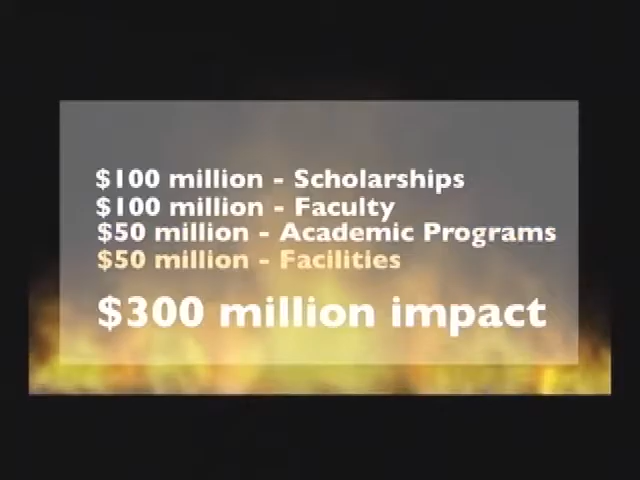 $100 million - Scholarships
$100 million - Faculty
$50 million - Academic Programs
$50 million - Facilities
$300 million impact